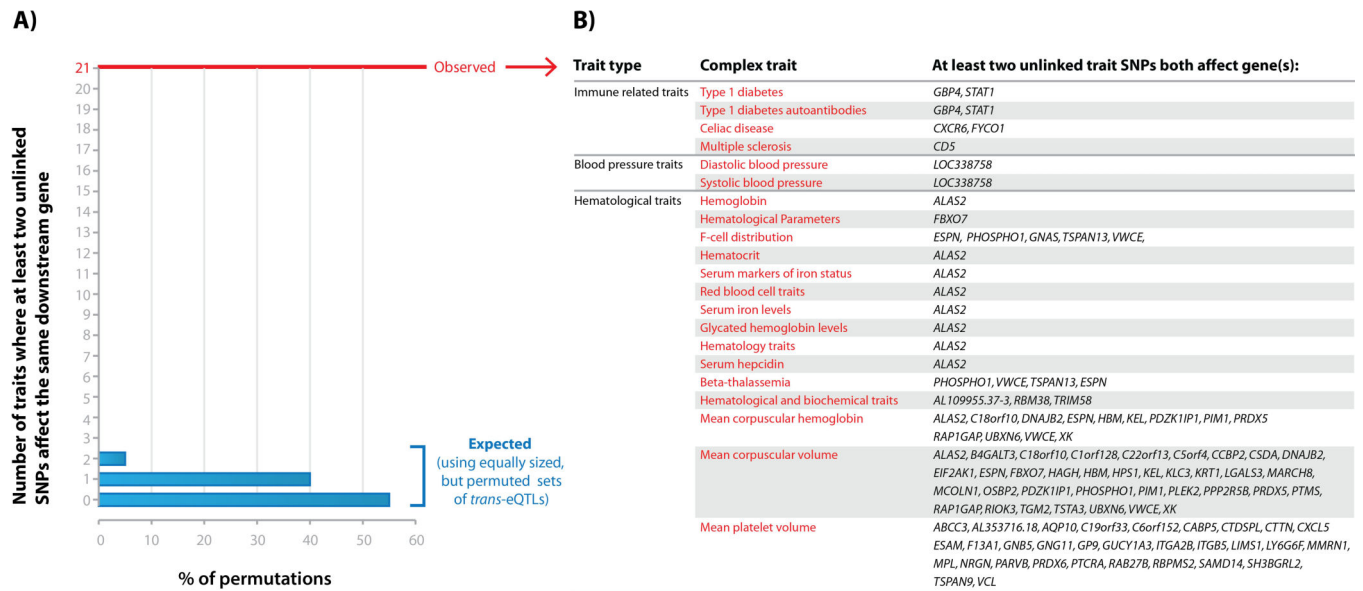 A)
Number of traits where at least two unlinked
SNPs affect the same downstream gene
21
20
19
18
17
16
15
14
13
12
11
10
9
8
7
6
5
4
3
2
1
0
Observed
Expected
(using equally sized,
but permuted sets
of trans-eQTLs)
0 10 20 30 40 50 60
% of permutations
B)
Trait type Complex trait At least two unlinked trait SNPs both affect gene(s):
Immune related traits Type 1 diabetes GBP4, STAT1
Type 1 diabetes autoantibodies GBP4, STAT1
Celiac disease CXCR6, FYCO1
Multiple sclerosis CD5
Blood pressure traits Diastolic blood pressure LOC338758
Systolic blood pressure LOC338758
Hematological traits Hemoglobin ALAS2
Hematological Parameters FBXO7
F-cell distribution ESPN, PHOSPHO1, GNAS, TSPAN13, VWCE,
Hematocrit ALAS2
Serum markers of iron status ALAS2
Red blood cell traits ALAS2
Serum iron levels ALAS2
Glycated hemoglobin levels ALAS2
Hematology traits ALAS2
Serum hepcidin ALAS2
Beta-thalassemia PHOSPHO1, VWCE, TSPAN13, ESPN
Hematological and biochemical traits AL109955.37-3, RBM38, TRIM58
Mean corpuscular hemoglobin ALAS2, C18orf10, DNAJB2, ESPN, HBM, KEL, PDZK1IP1, PIM1, PRDX5
RAP1GAP, UBXN6, VWCE, XK
Mean corpuscular volume ALAS2, B4GALT3, C18orf10, C1orf128, C22orf13, C5orf4, CCBP2, CSDA, DNAJB2,
EIF2AK1, ESPN, FBXO7, HAGH, HBM, HPS1, KEL, KLC3, KRT1, LGALS3, MARCH8,
MCOLN1, OSBP2, PDZK1IP1, PHOSPHO1, PIM1, PLEK2, PPP2R5B, PRDX5, PTMS,
RAP1GAP, RIOK3, TGM2, TSTA3, UBXN6, VWCE, XK
Mean platelet volume ABCC3, AL353716.18, AQP10, C19orf33, C6orf152, CABP5, CTDSPL, CTTN, CXCL5
ESAM, F13A1, GNB5, GNG11, GP9, GUCY1A3, ITGA2B, ITGB5, LIMS1, LY6G6F, MMRN1,
MPL, NRGN, PARVB, PRDX6, PTCRA, RAB27B, RBPMS2, SAMD14, SH3BGRL2,
TSPAN9, VCL